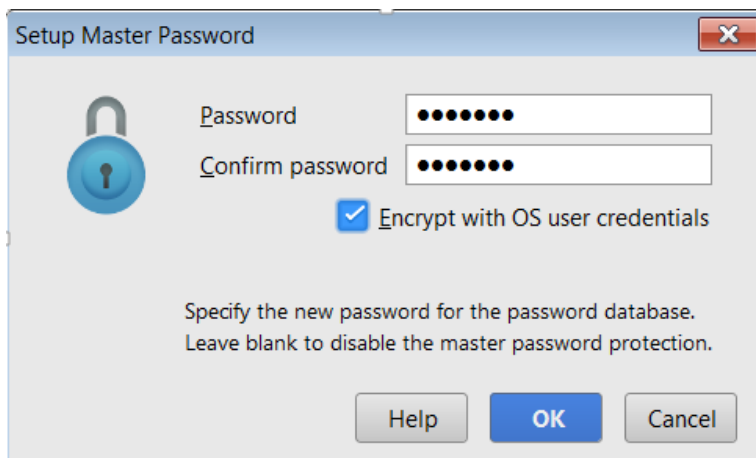 Setup Master Password
Password
•••••••
Confirm password
•••••••
Encrypt with OS user credentials
Specify the new password for the password database.
Leave blank to disable the master password protection.
Help
OK
Cancel